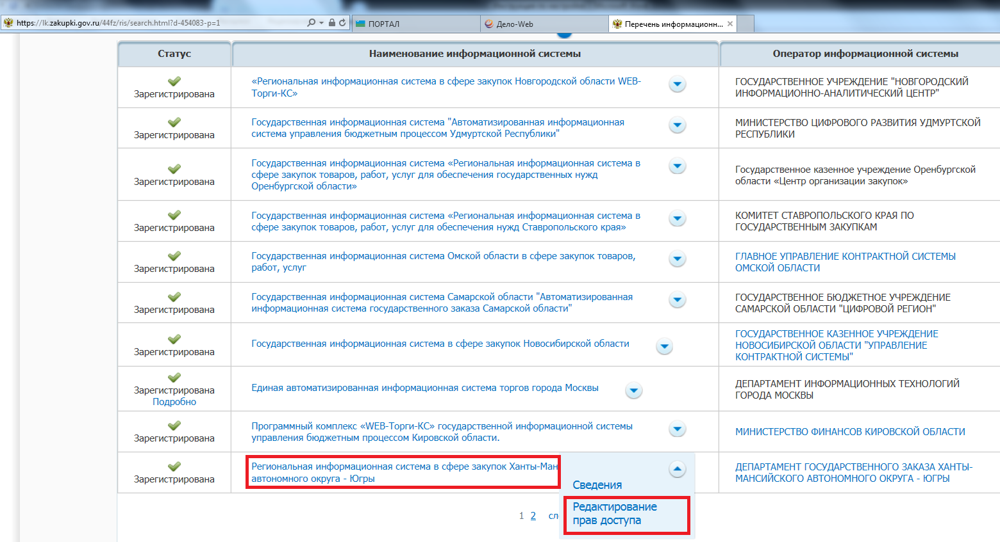 https://lk.zakupki.gov.ru/44fz/ris/search.html?d-454083-p=1
ПОРТАЛ
Дело-Web
Перечень информационн...
Статус
Наименование информационной системы
Оператор информационной системы
Зарегистрирована
«Региональная информационная система в сфере закупок Новгородской области WEB-
Торги-КС»
ГОСУДАРСТВЕННОЕ УЧРЕЖДЕНИЕ "НОВГОРОДСКИЙ
ИНФОРМАЦИОННО-АНАЛИТИЧЕСКИЙ ЦЕНТР"
Зарегистрирована
Государственная информационная система "Автоматизированная информационная
система управления бюджетным процессом Удмуртской Республики"
МИНИСТЕРСТВО ЦИФРОВОГО РАЗВИТИЯ УДМУРТСКОЙ
РЕСПУБЛИКИ
Зарегистрирована
Государственная информационная система «Региональная информационная система в
сфере закупок товаров, работ, услуг для обеспечения государственных нужд
Оренбургской области»
Государственное казенное учреждение Оренбургской
области «Центр организации закупок»
Зарегистрирована
Государственная информационная система «Региональная информационная система в
сфере закупок товаров, работ, услуг для обеспечения нужд Ставропольского края»
КОМИТЕТ СТАВРОПОЛЬСКОГО КРАЯ ПО
ГОСУДАРСТВЕННЫМ ЗАКУПКАМ
Зарегистрирована
Государственная информационная система Омской области в сфере закупок товаров,
работ, услуг
ГЛАВНОЕ УПРАВЛЕНИЕ КОНТРАКТНОЙ СИСТЕМЫ
ОМСКОЙ ОБЛАСТИ
Зарегистрирована
Государственная информационная система Самарской области "Автоматизированная
информационная система государственного заказа Самарской области"
ГОСУДАРСТВЕННОЕ БЮДЖЕТНОЕ УЧРЕЖДЕНИЕ
САМАРСКОЙ ОБЛАСТИ "ЦИФРОВОЙ РЕГИОН"
Зарегистрирована
Государственная информационная система в сфере закупок Новосибирской области
ГОСУДАРСТВЕННОЕ КАЗЕННОЕ УЧРЕЖДЕНИЕ
НОВОСИБИРСКОЙ ОБЛАСТИ "УПРАВЛЕНИЕ
КОНТРАКТНОЙ СИСТЕМЫ"
Зарегистрирована
Подробно
Единая автоматизированная информационная система торгов города Москвы
ДЕПАРТАМЕНТ ИНФОРМАЦИОННЫХ ТЕХНОЛОГИЙ
ГОРОДА МОСКВЫ
Зарегистрирована
Программный комплекс «WEB-Торги-КС» государственной информационной системы
управления бюджетным процессом Кировской области.
МИНИСТЕРСТВО ФИНАНСОВ КИРОВСКОЙ ОБЛАСТИ
Зарегистрирована
Региональная информационная система в сфере закупок Ханты-Ман
автономного округа - Югры
ДЕПАРТАМЕНТ ГОСУДАРСТВЕННОГО ЗАКАЗА ХАНТЫ-
МАНСИЙСКОГО АВТОНОМНОГО ОКРУГА - ЮГРЫ
Сведения
Редактирование
прав доступа
1 2 сле